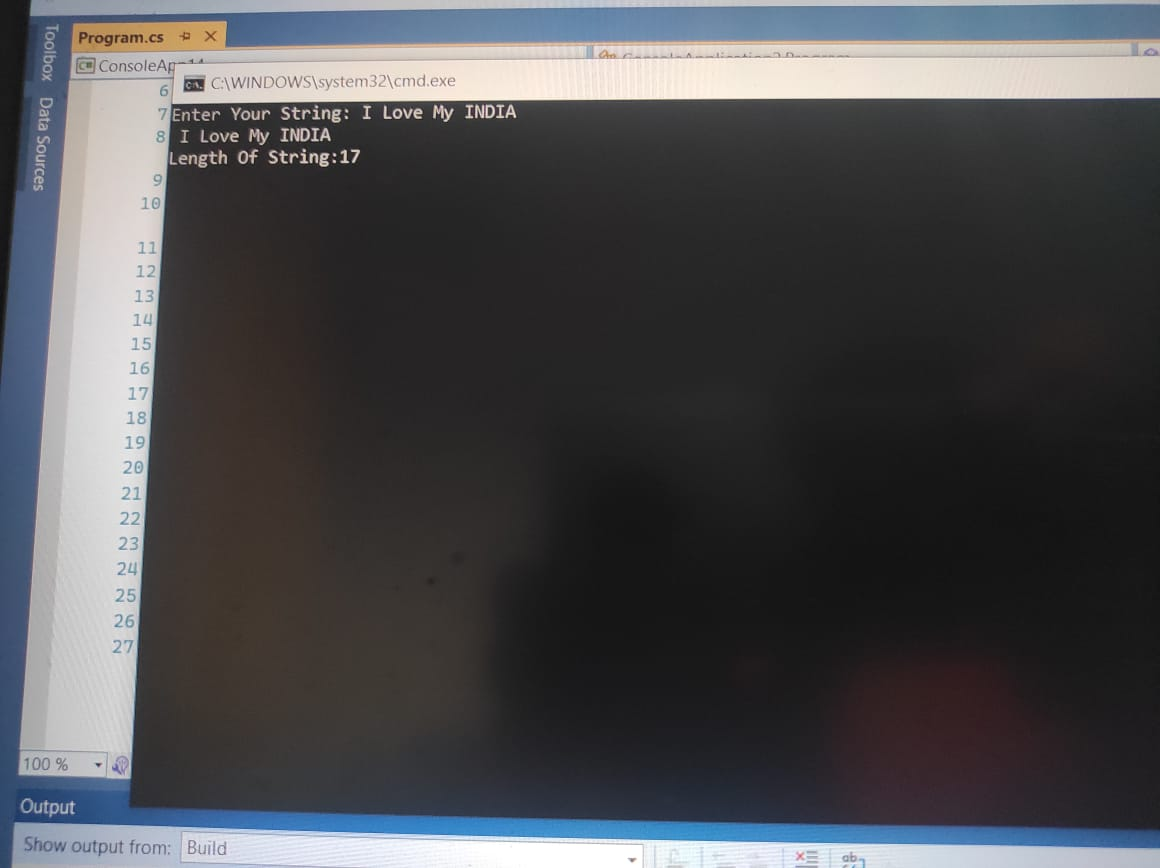 Toolbox
Data Sources
Program.cs
ConsoleAp
C:\WINDOWS\system32\cmd.exe
6
7
8
9
10
11
12
13
14
15
16
17
18
19
20
21
22
23
24
25
26
27
Enter Your String: I Love My INDIA
I Love My INDIA
Length Of String:17
100 %
Output
Show output from: Build